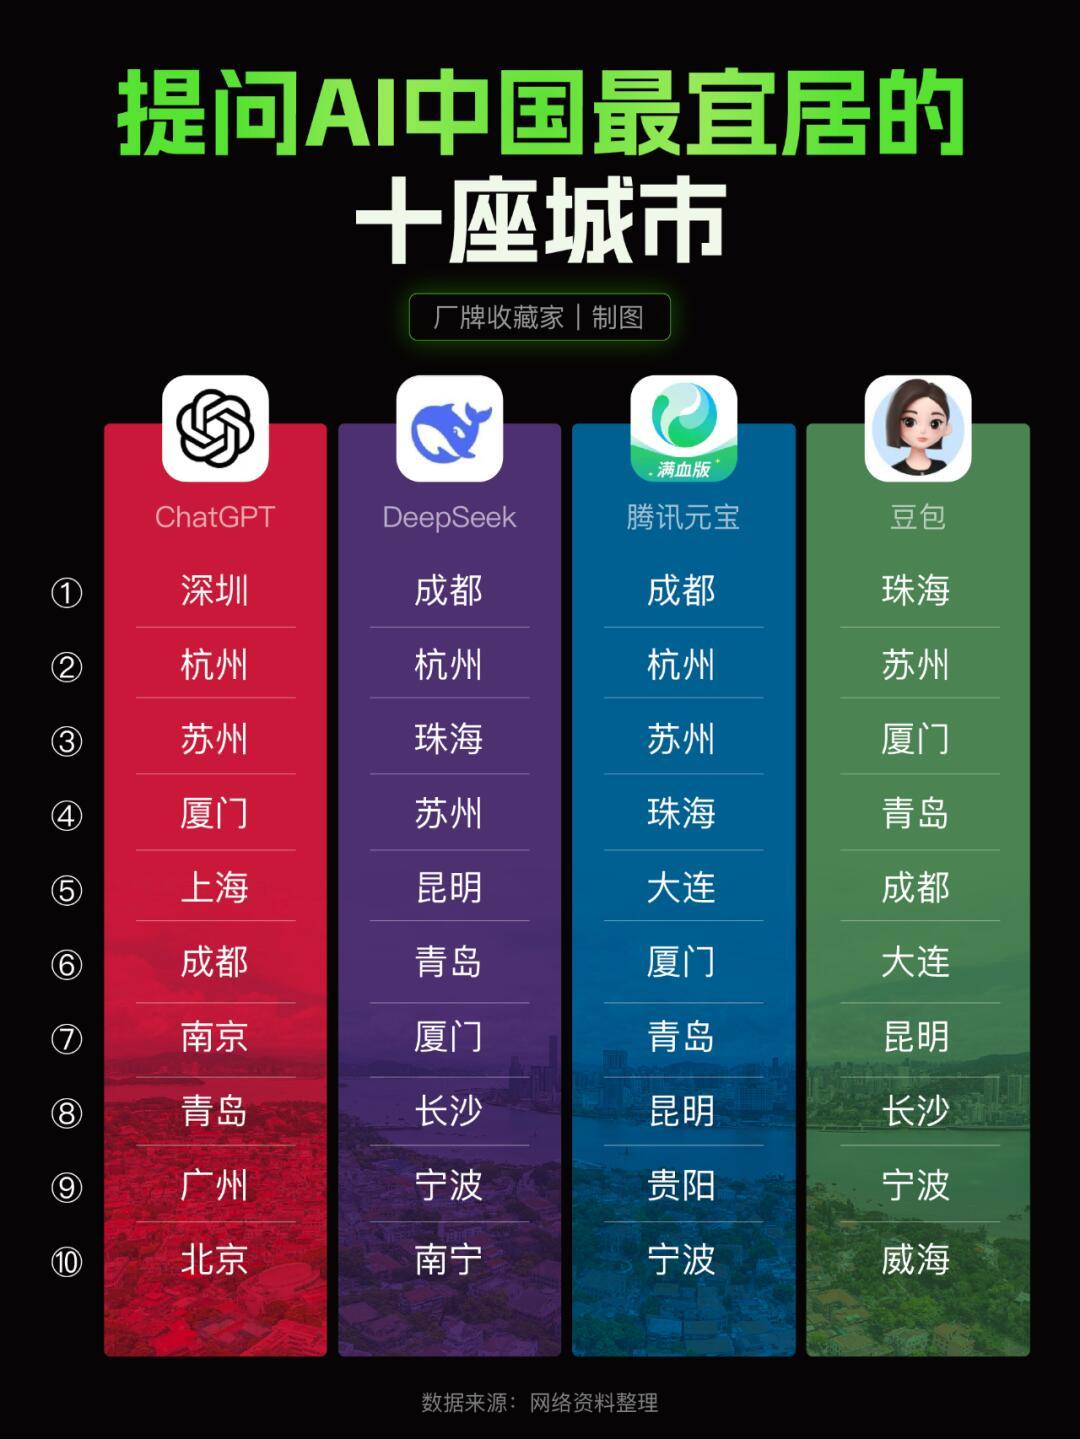 提问AI中国最宜居的
十座城市
厂牌收藏家｜制图
满血版
ChatGPT DeepSeek 腾讯元宝 豆包
① 深圳 成都 成都 珠海
② 杭州 杭州 杭州 苏州
③ 苏州 珠海 苏州 厦门
④ 厦门 苏州 珠海 青岛
⑤ 上海 昆明 大连 成都
⑥ 成都 青岛 厦门 大连
⑦ 南京 厦门 青岛 昆明
⑧ 青岛 长沙 昆明 长沙
⑨ 广州 宁波 贵阳 宁波
⑩ 北京 南宁 宁波 威海
数据来源：网络资料整理